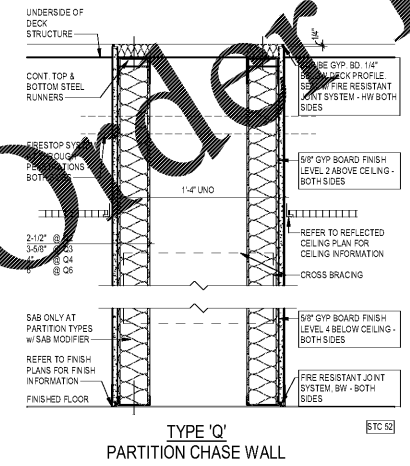 UNDERSIDE OF
DECK
STRUCTURE
1/4"
GYP. BD. 1/4"
DECK PROFILE.
W/ FIRE RESISTANT
JOINT SYSTEM - HW BOTH
SIDES
CONT. TOP &
BOTTOM STEEL
RUNNERS
Order
FIRESTOP
BOTH
5/8" GYP BOARD FINISH
LEVEL 2 ABOVE CEILING -
BOTH SIDES
1'-4" UNO
REFER TO REFLECTED
CEILING PLAN FOR
CEILING INFORMATION
2-1/2" @
3-5/8" @ Q3
@ Q4
@ Q6
CROSS BRACING
SAB ONLY AT
PARTITION TYPES
w/ SAB MODIFIER
5/8" GYP BOARD FINISH
LEVEL 4 BELOW CEILING -
BOTH SIDES
REFER TO FINISH
PLANS FOR FINISH
INFORMATION
FIRE RESISTANT JOINT
SYSTEM, BW - BOTH
SIDES
FINISHED FLOOR
TYPE 'Q'
STC 52
PARTITION CHASE WALL